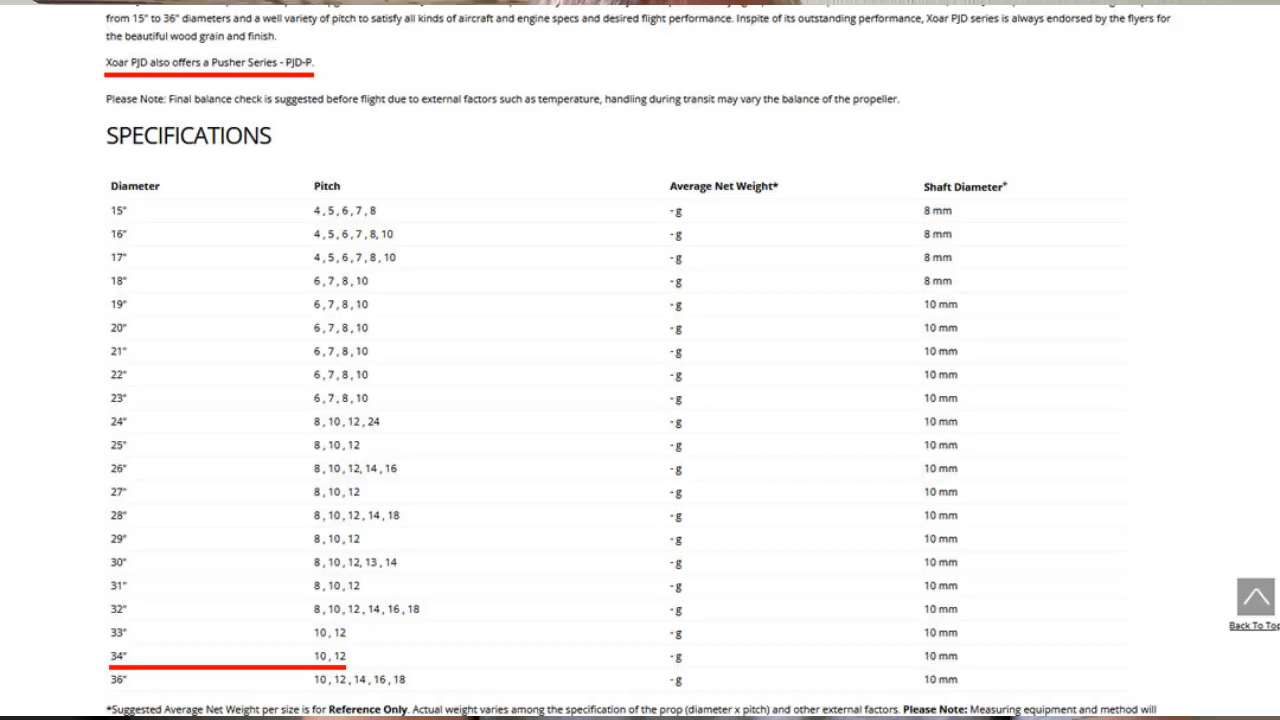 from 15" to 36" diameters and a well variety of pitch to satisfy all kinds of aircraft and engine specs and desired flight performance. Inspite of its outstanding performance, Xoar PJD series is always endorsed by the flyers for
the beautiful wood grain and finish.
Xoar PJD also offers a Pusher Series - PJD-P.
Please Note: Final balance check is suggested before flight due to external factors such as temperature, handling during transit may vary the balance of the propeller.
SPECIFICATIONS
Diameter Pitch Average Net Weight* Shaft Diameter⁺
15" 4 , 5 , 6 , 7 , 8 - g 8 mm
16" 4 , 5 , 6 , 7 , 8, 10 - g 8 mm
17" 4 , 5 , 6 , 7 , 8 , 10 - g 8 mm
18" 6 , 7 , 8 , 10 - g 8 mm
19" 6 , 7 , 8 , 10 - g 10 mm
20" 6 , 7 , 8 , 10 - g 10 mm
21" 6 , 7 , 8 , 10 - g 10 mm
22" 6 , 7 , 8 , 10 - g 10 mm
23" 6 , 7 , 8 , 10 - g 10 mm
24" 8 , 10 , 12 , 24 - g 10 mm
25" 8 , 10 , 12 - g 10 mm
26" 8 , 10 , 12, 14 , 16 - g 10 mm
27" 8 , 10 , 12 - g 10 mm
28" 8 , 10 , 12 , 14 , 18 - g 10 mm
29" 8 , 10 , 12 - g 10 mm
30" 8 , 10 , 12, 13 , 14 - g 10 mm
31" 8 , 10 , 12 - g 10 mm
32" 8 , 10 , 12 , 14 , 16 , 18 - g 10 mm
33" 10 , 12 - g 10 mm
34" 10 , 12 - g 10 mm
36" 10 , 12 , 14 , 16 , 18 - g 10 mm
Back To Top
*Suggested Average Net Weight per size is for Reference Only. Actual weight varies among the specification of the prop (diameter x pitch) and other external factors. Please Note: Measuring equipment and method will